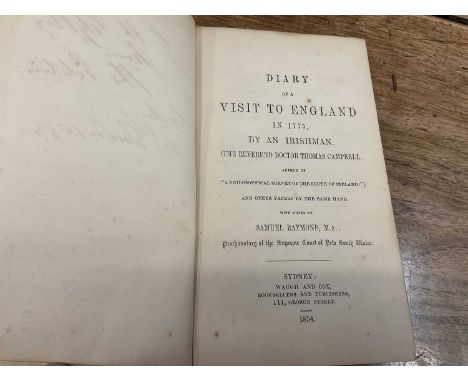 DIARY
OF A
VISIT TO ENGLAND
IN 1775,
BY AN IRISHMAN.
(THE REVEREND DOCTOR THOMAS CAMPBELL,
AUTHOR OF
"A PHILOSOPHICAL SURVEY OF THE SOUTH OF IRELAND.")
AND OTHER PAPERS BY THE SAME HAND.
WITH NOTES BY
SAMUEL RAYMOND, M.A.,
Prothonotary of the Supreme Court of New South Wales.
SYDNEY:
WAUGH AND COX,
BOOKSELLERS AND PUBLISHERS,
111, GEORGE STREET.
1854.